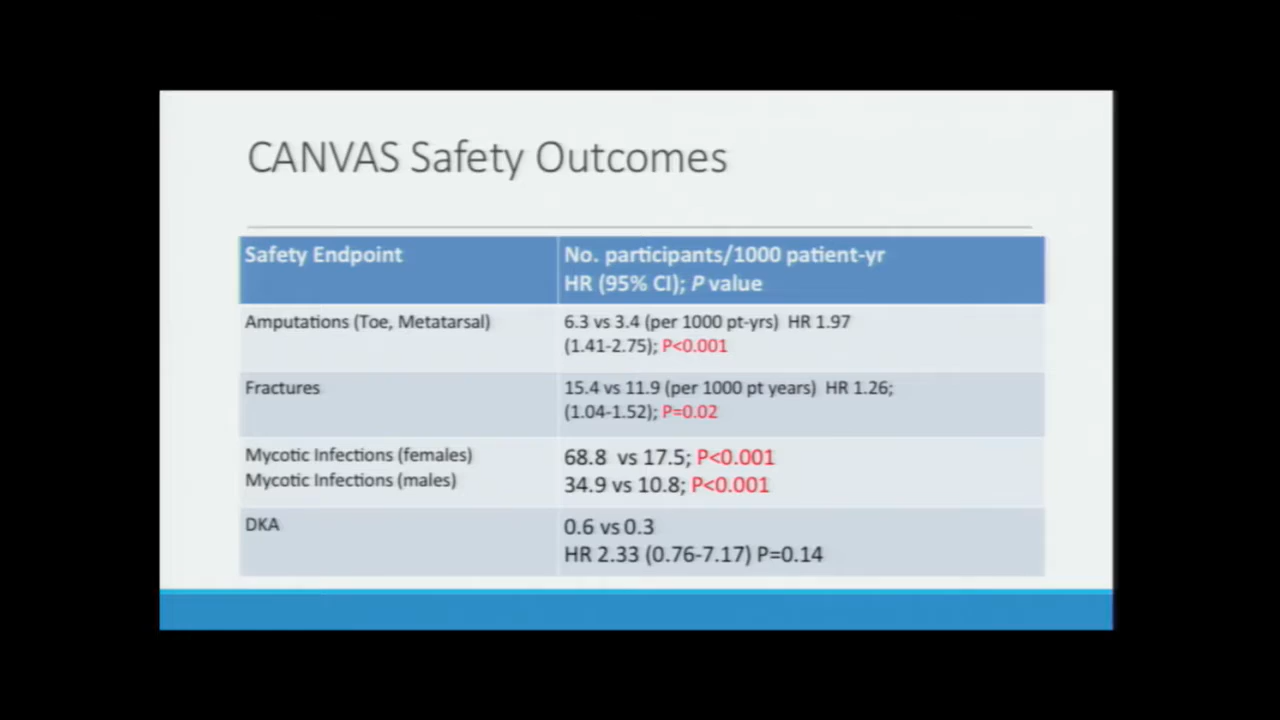 CANVAS Safety Outcomes
Safety Endpoint
No. participants/1000 patient-yr
HR (95% CI); P value
Amputations (Toe, Metatarsal)
6.3 vs 3.4 (per 1000 pt-yrs)  HR 1.97
(1.41-2.75); P<0.001
Fractures
15.4 vs 11.9 (per 1000 pt years)  HR 1.26;
(1.04-1.52); P=0.02
Mycotic Infections (females)
68.8  vs 17.5; P<0.001
Mycotic Infections (males)
34.9 vs 10.8; P<0.001
DKA
0.6 vs 0.3
HR 2.33 (0.76-7.17) P=0.14